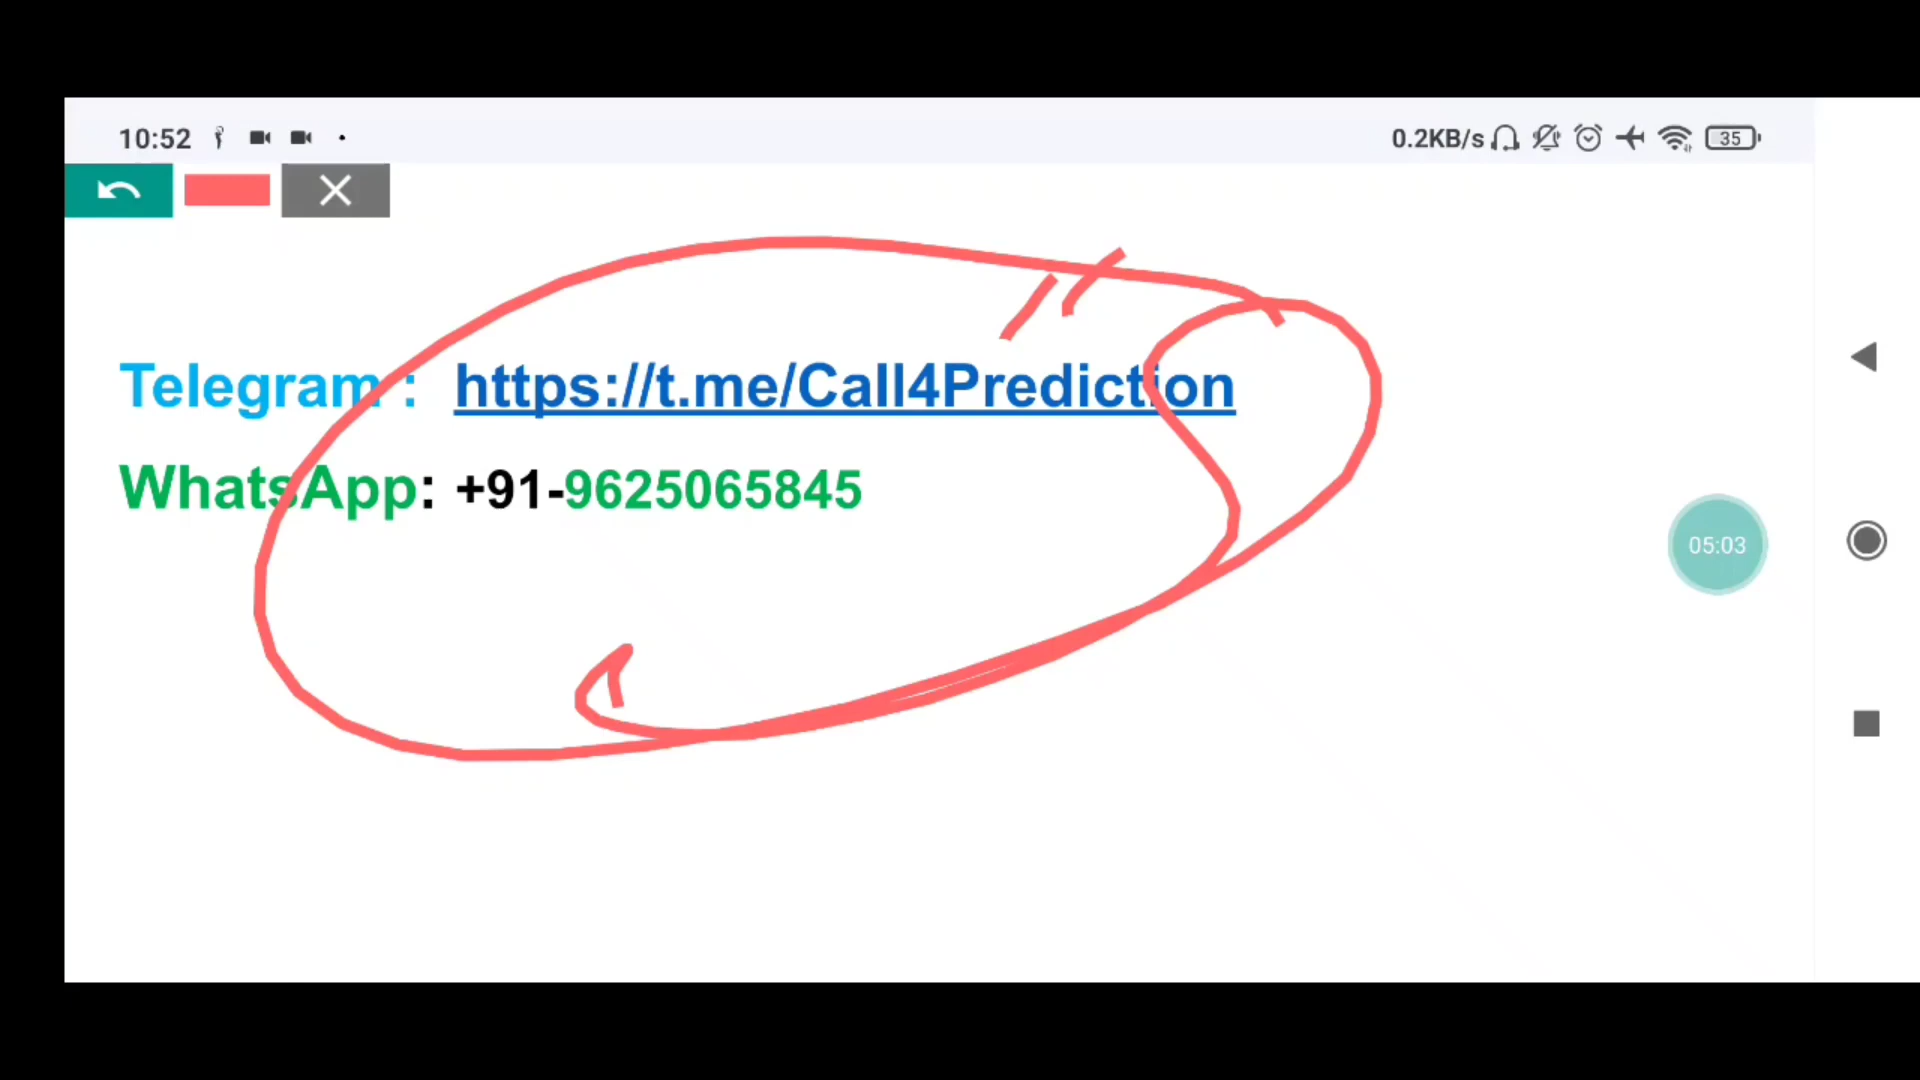 10:52 0.2KB/s 35
Telegram : https://t.me/Call4Prediction
WhatsApp: +91-9625065845
05:03